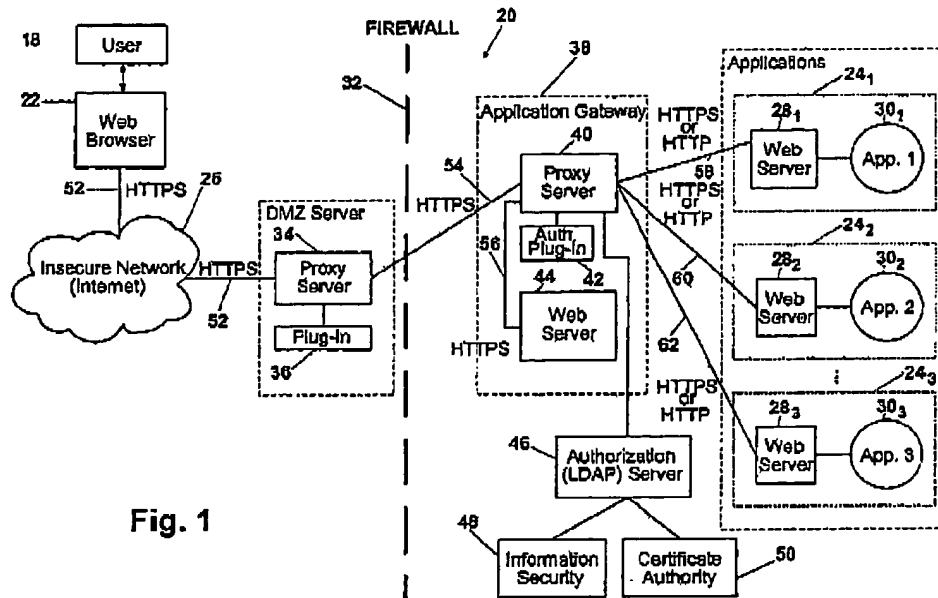 18
User
22
Web
Browser
52
HTTPS
26
Insecure Network
(Internet)
HTTPS
52
DMZ Server
34
Proxy
Server
Plug-In
36
FIREWALL
32
20
38
Application Gateway
40
Proxy
Server
54
HTTPS
56
Auth.
Plug-In
44
42
Web
Server
HTTPS
HTTPS
or
HTTP
58
HTTPS
or
HTTP
60
62
HTTPS
or
HTTP
46
Authorization
(LDAP) Server
48
Information
Security
Certificate
Authority
50
Applications
24₁
28₁
30₁
Web
Server
App. 1
24₂
28₂
30₂
Web
Server
App. 2
24₃
28₃
30₃
Web
Server
App. 3
Fig. 1